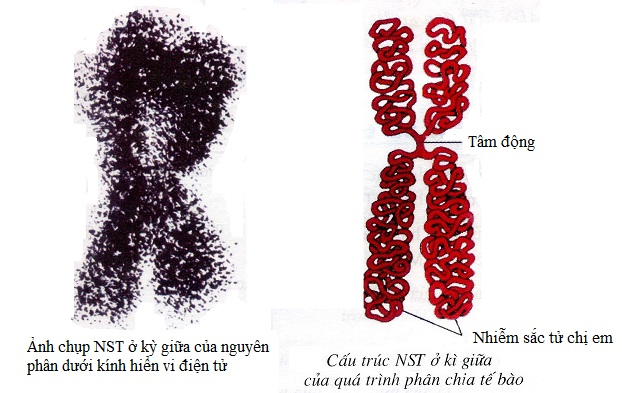 Tâm động
Nhiễm sắc tử chị em
Ảnh chụp NST ở kỳ giữa của nguyên
phân dưới kính hiển vi điện tử
Cấu trúc NST ở kì giữa
của quá trình phân chia tế bào